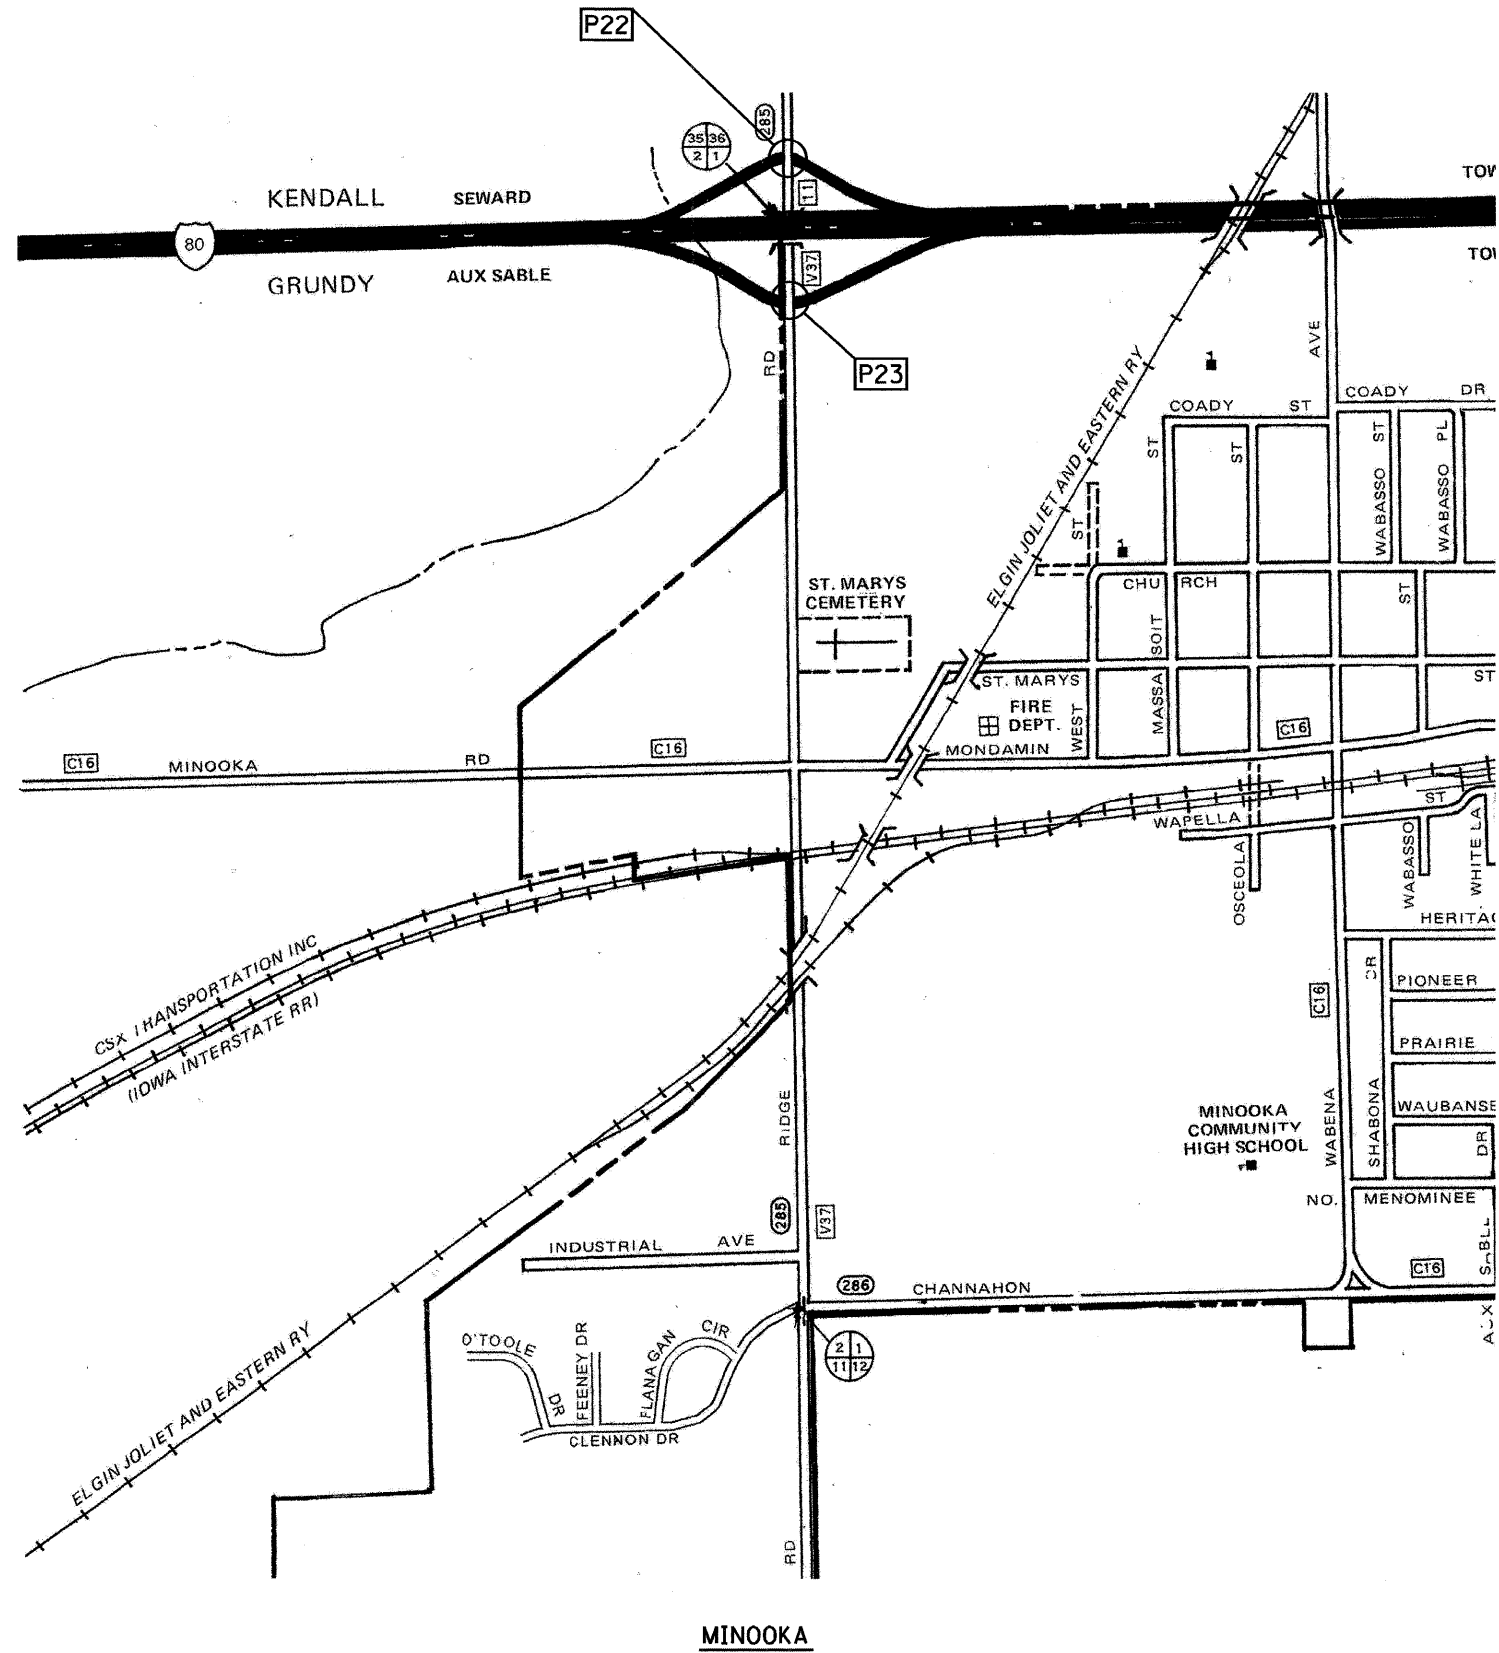 P22
285
35 36
2 1
11
KENDALL
SEWARD
80
GRUNDY
AUX SABLE
V37
RD
P23
AVE
COADY
DR
COADY
ST
ELGIN JOLIET AND EASTERN RY
ST
ST
ST
WABASSO
PL
WABASSO
ST
1
1
ST. MARYS
CEMETERY
CHU RCH
ST
MASSA SOIT
ST. MARYS
ST
FIRE
DEPT.
WEST
C16
C16
MINOOKA
RD
C16
MONDAMIN
WAPELLA
ST
OSCEOLA
WABASSO
WHITE LA
HERITAG
CSX TRANSPORTATION INC
(IOWA INTERSTATE RR)
DR
PIONEER
C16
PRAIRIE
WAUBANSE
RIDGE
MINOOKA
COMMUNITY
HIGH SCHOOL
WABENA
SHABONA
DR
NO.
MENOMINEE
285
V37
INDUSTRIAL
AVE
286
CHANNAHON
C16
O'TOOLE
DR
FEENEY DR
FLANAGAN
CIR
CLENNON DR
2 1
11 12
ELGIN JOLIET AND EASTERN RY
RD
MINOOKA